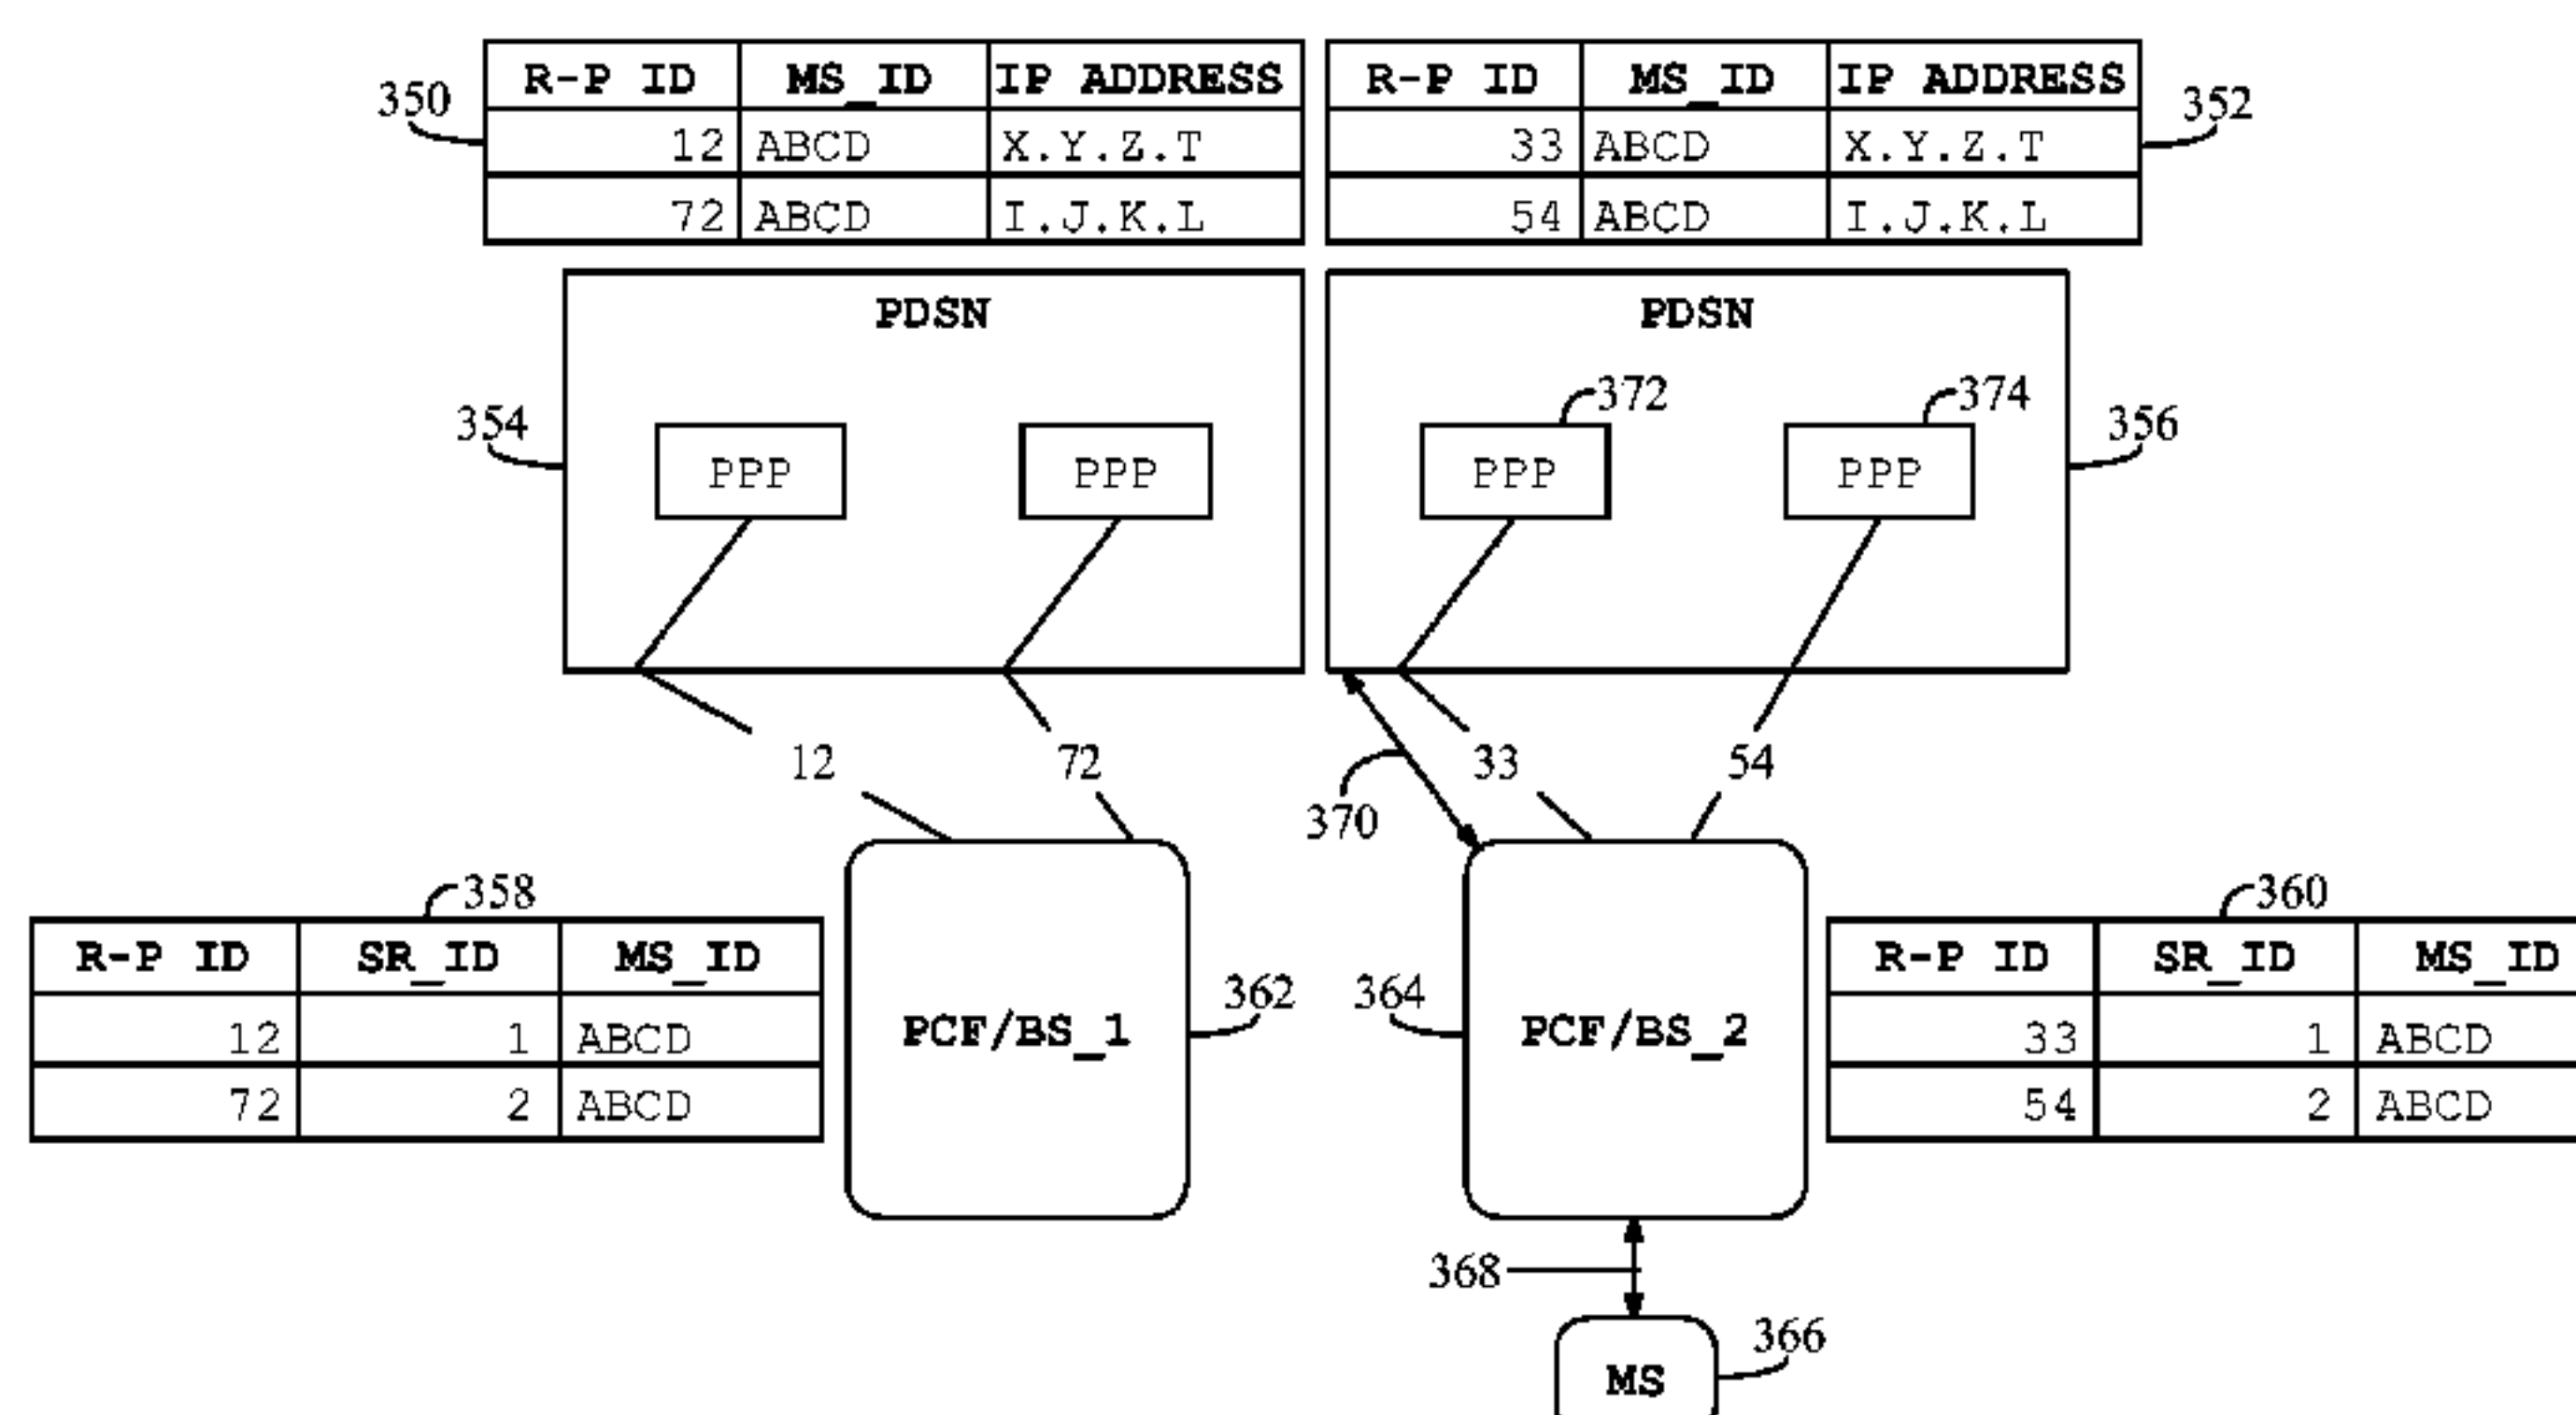 R-P ID MS_ID IP ADDRESS
12 ABCD X.Y.Z.T
72 ABCD I.J.K.L
350
R-P ID MS_ID IP ADDRESS
33 ABCD X.Y.Z.T
54 ABCD I.J.K.L
352
PDSN
354
PPP
PPP
PDSN
372
374
356
PPP
PPP
12
72
370
33
54
358
R-P ID SR_ID MS_ID
12 1 ABCD
72 2 ABCD
PCF/BS_1
362
364
PCF/BS_2
360
R-P ID SR_ID MS_ID
33 1 ABCD
54 2 ABCD
368
366
MS